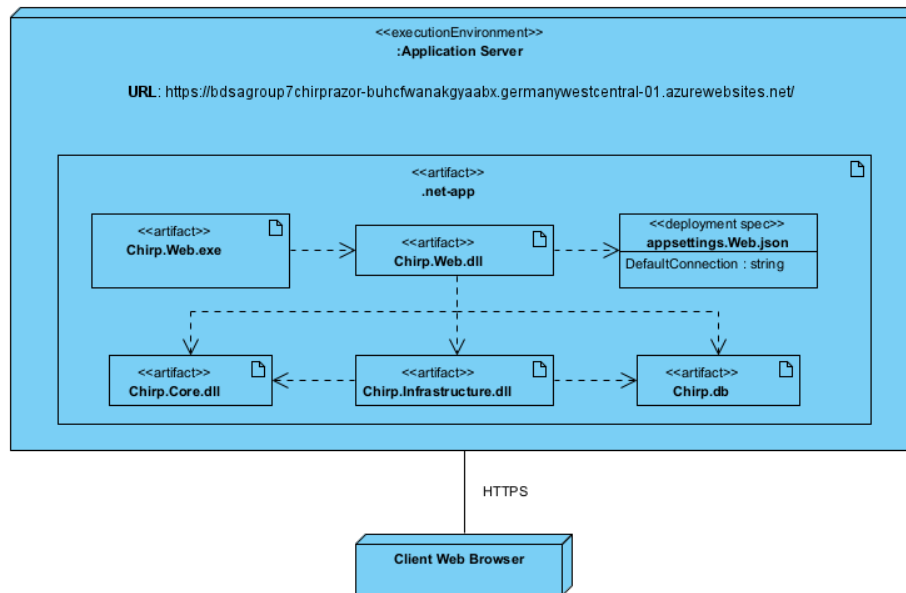 <<executionEnvironment>>
:Application Server
URL: https://bdsagroup7chirprazor-buhcfwanakgyaabx.germanywestcentral-01.azurewebsites.net/
<<artifact>>
.net-app
<<artifact>>
Chirp.Web.exe
<<artifact>>
Chirp.Web.dll
<<deployment spec>>
appsettings.Web.json
DefaultConnection : string
<<artifact>>
Chirp.Core.dll
<<artifact>>
Chirp.Infrastructure.dll
<<artifact>>
Chirp.db
HTTPS
Client Web Browser